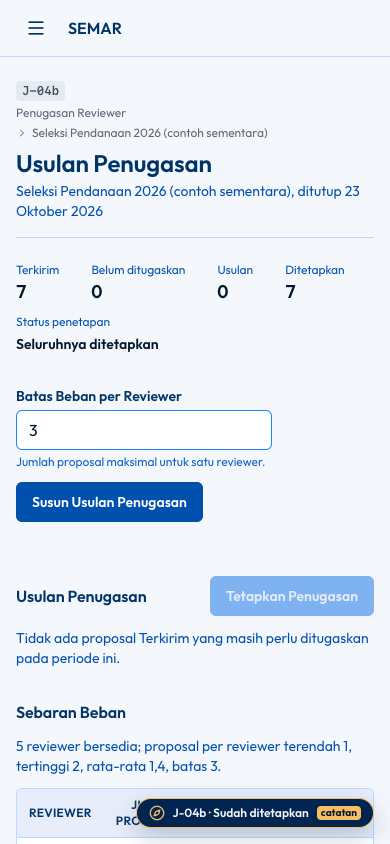 SEMAR
J-04b
Penugasan Reviewer
Seleksi Pendanaan 2026 (contoh sementara)
Usulan Penugasan
Seleksi Pendanaan 2026 (contoh sementara), ditutup 23
Oktober 2026
Terkirim
Belum ditugaskan
Usulan
Ditetapkan
7
0
0
7
Status penetapan
Seluruhnya ditetapkan
Batas Beban per Reviewer
3
Jumlah proposal maksimal untuk satu reviewer.
Susun Usulan Penugasan
Usulan Penugasan
Tetapkan Penugasan
Tidak ada proposal Terkirim yang masih perlu ditugaskan
pada periode ini.
Sebaran Beban
5 reviewer bersedia; proposal per reviewer terendah 1,
tertinggi 2, rata-rata 1,4, batas 3.
REVIEWER
J-04b · Sudah ditetapkan catatan